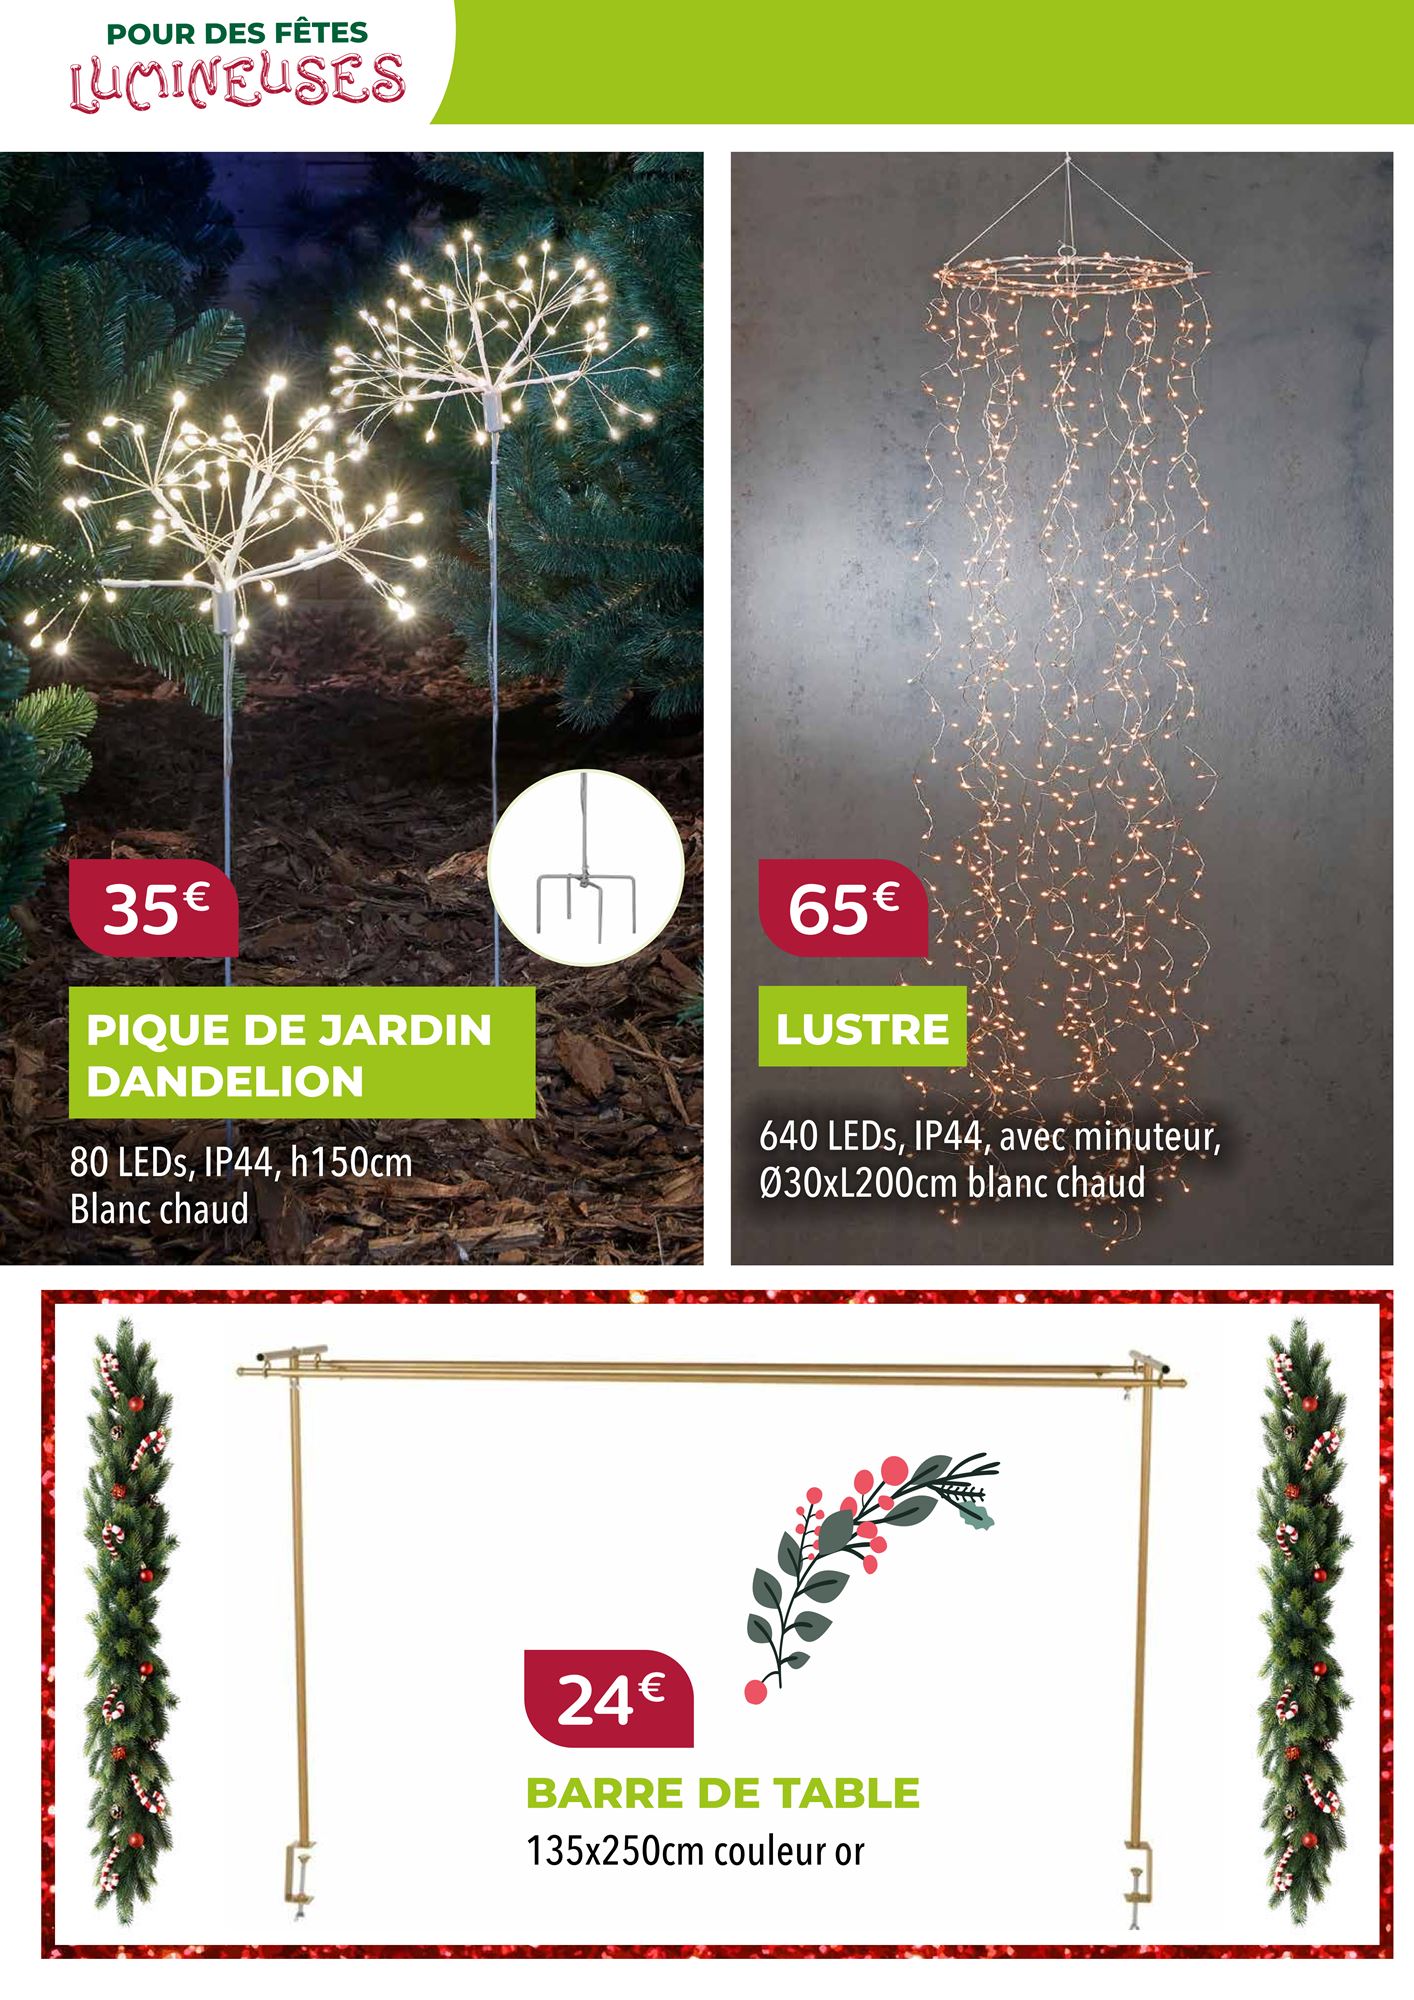 POUR DES FÊTES
LUMINEUSES
35€
PIQUE DE JARDIN
DANDELION
80 LEDs, IP44, h150cm
Blanc chaud
65€
LUSTRE
640 LEDs, IP44, avec minuteur,
Ø30xL200cm blanc chaud
24€
BARRE DE TABLE
135x250cm couleur or